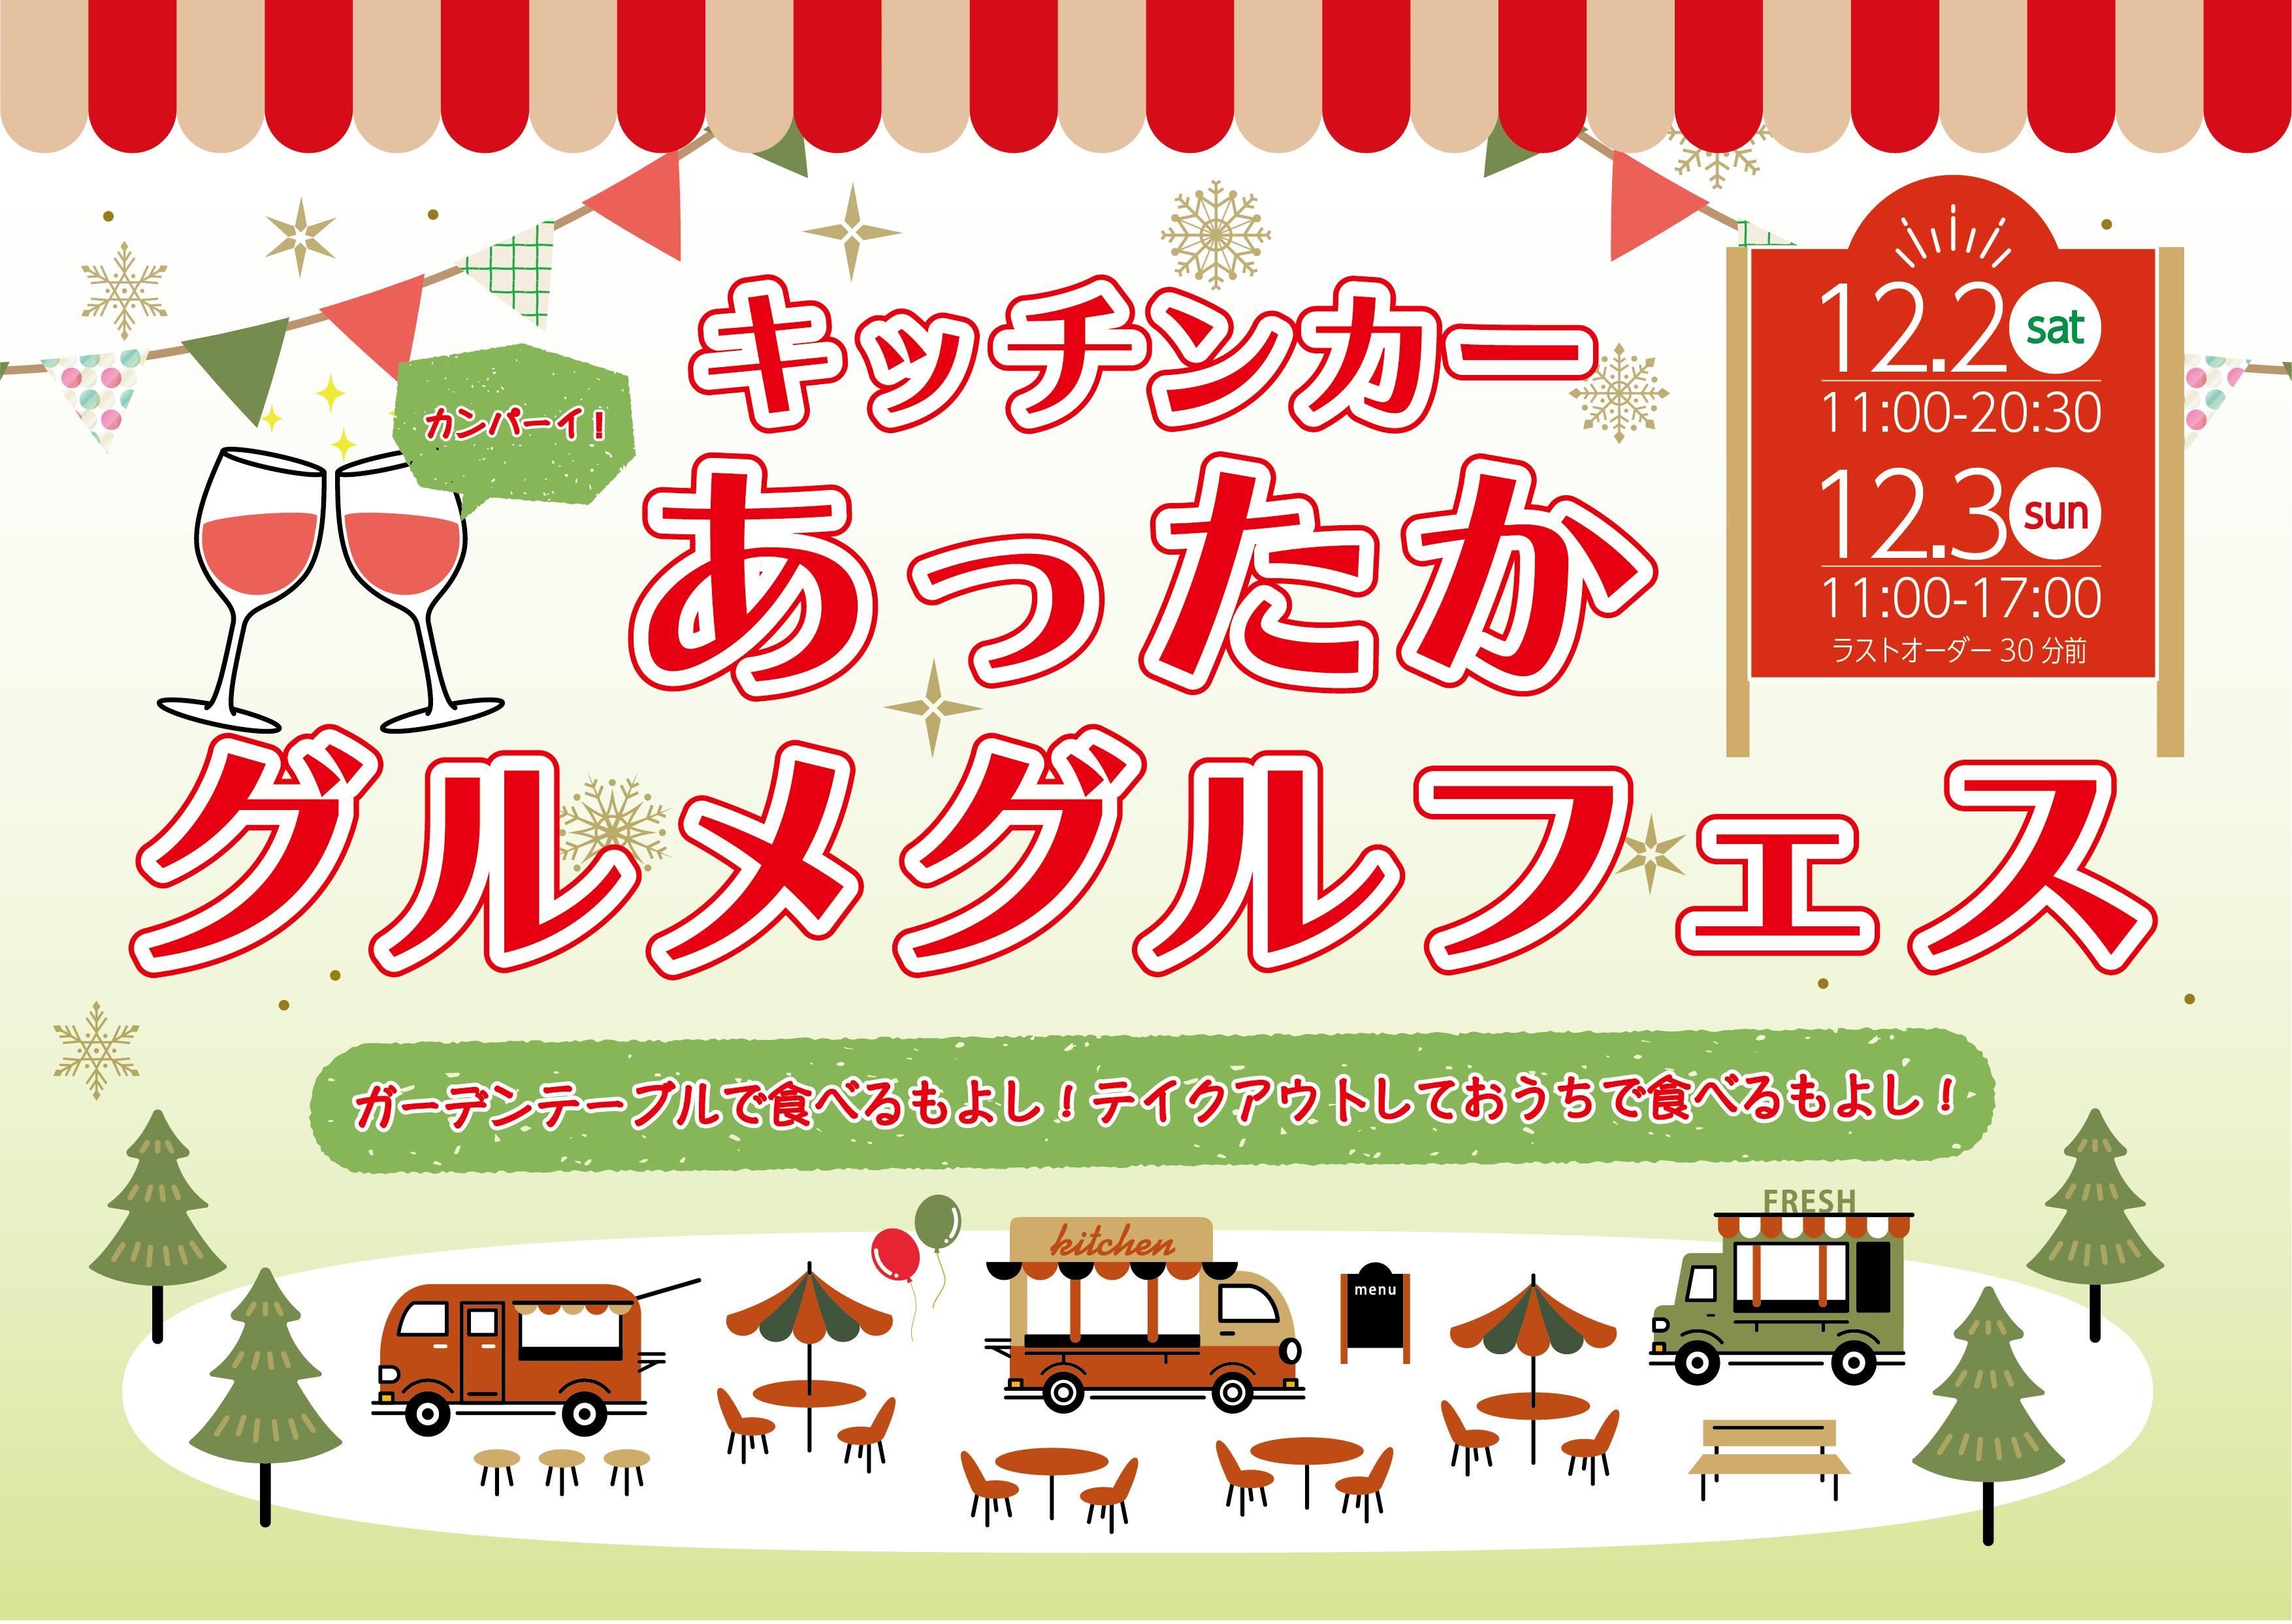 キッチンカー
あったか
グルメグルフェス
カンパーイ!
12.2 sat
11:00-20:30
12.3 sun
11:00-17:00
ラストオーダー 30 分前
ガーデンテーブルで食べるもよし!テイクアウトしておうちで食べるもよし!
kitchen
menu
FRESH